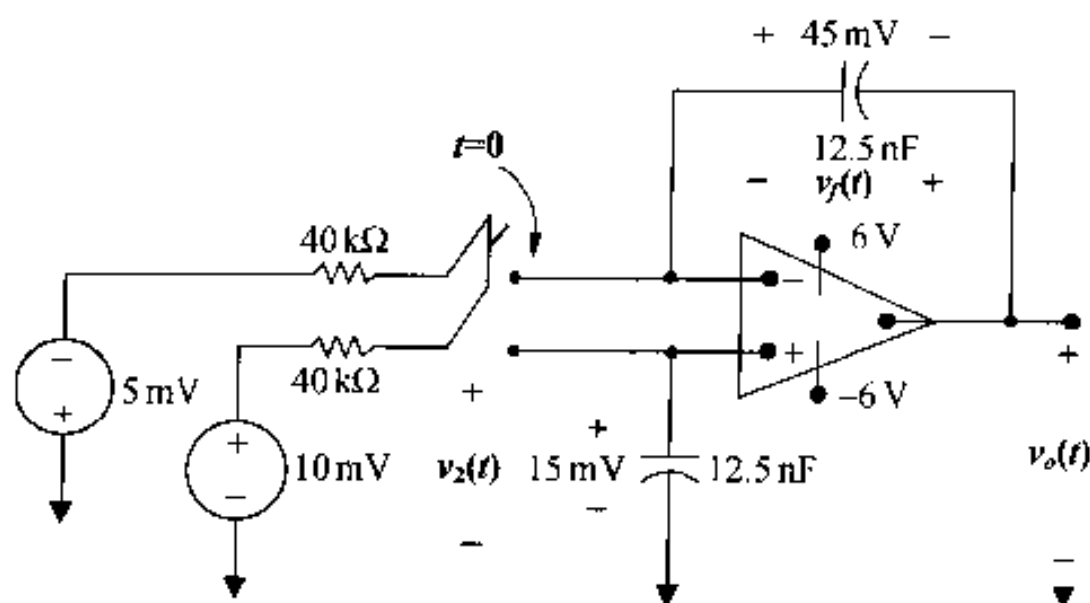 + 45 mV −
t=0
12.5 nF
− v_f(t) +
40 kΩ
6 V
−
+
40 kΩ
−
+
5 mV
+
−
10 mV
+
v₂(t)
−
+
15 mV
−
12.5 nF
−6 V
+
v_o(t)
−